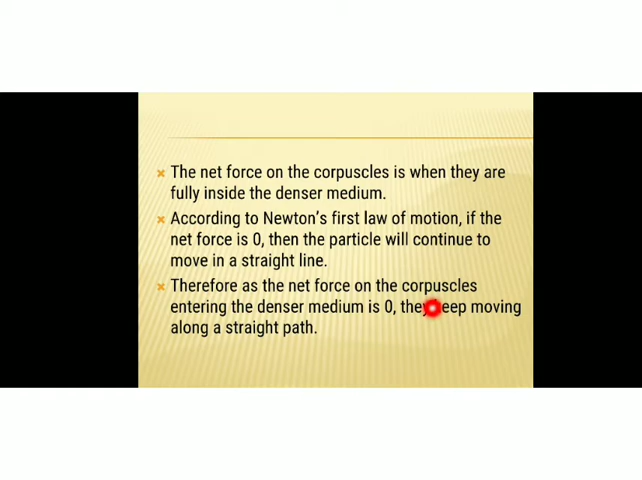 The net force on the corpuscles is when they are
fully inside the denser medium.
According to Newton's first law of motion, if the
net force is 0, then the particle will continue to
move in a straight line.
Therefore as the net force on the corpuscles
entering the denser medium is 0, they keep moving
along a straight path.